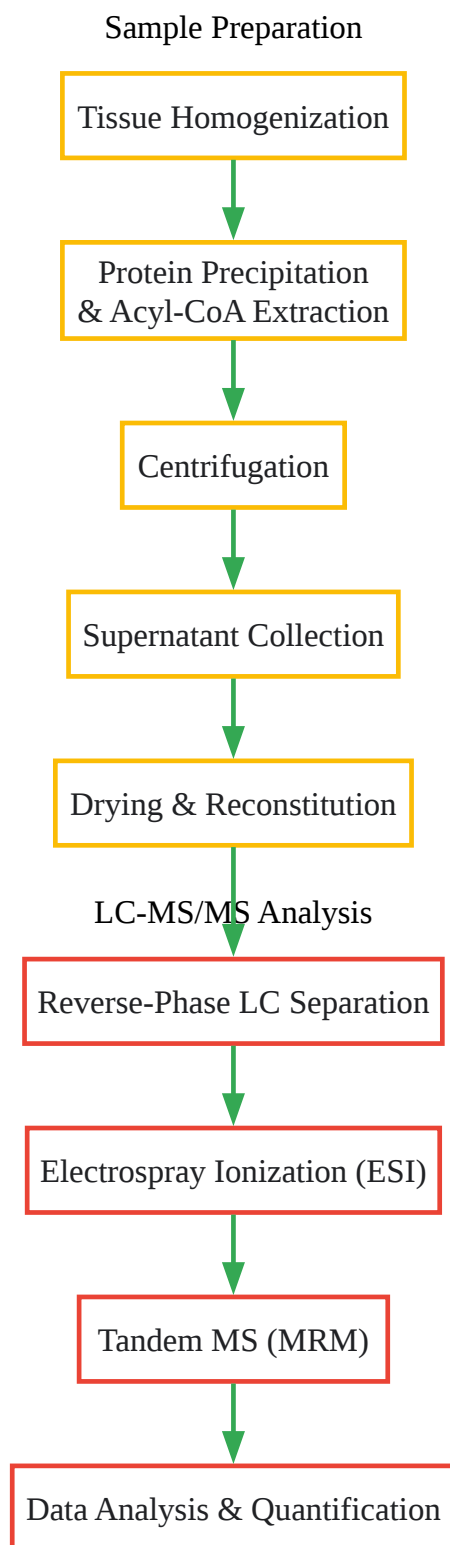 Sample Preparation
Tissue Homogenization
Protein Precipitation
& Acyl-CoA Extraction
Centrifugation
Supernatant Collection
Drying & Reconstitution
LC-MS/MS Analysis
Reverse-Phase LC Separation
Electrospray Ionization (ESI)
Tandem MS (MRM)
Data Analysis & Quantification